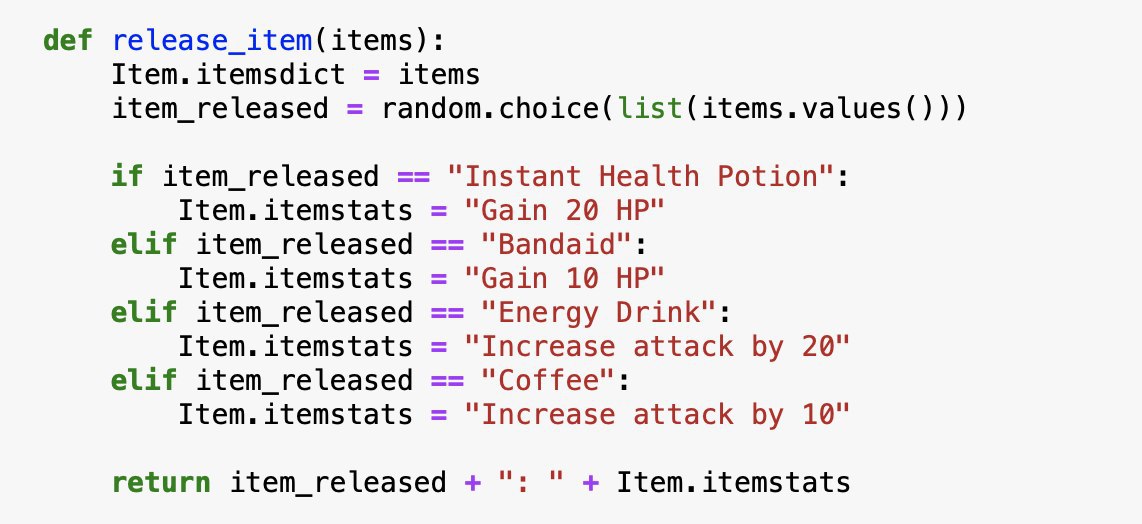 def release_item(items):
    Item.itemsdict = items
    item_released = random.choice(list(items.values()))

    if item_released == "Instant Health Potion":
        Item.itemstats = "Gain 20 HP"
    elif item_released == "Bandaid":
        Item.itemstats = "Gain 10 HP"
    elif item_released == "Energy Drink":
        Item.itemstats = "Increase attack by 20"
    elif item_released == "Coffee":
        Item.itemstats = "Increase attack by 10"

    return item_released + ": " + Item.itemstats